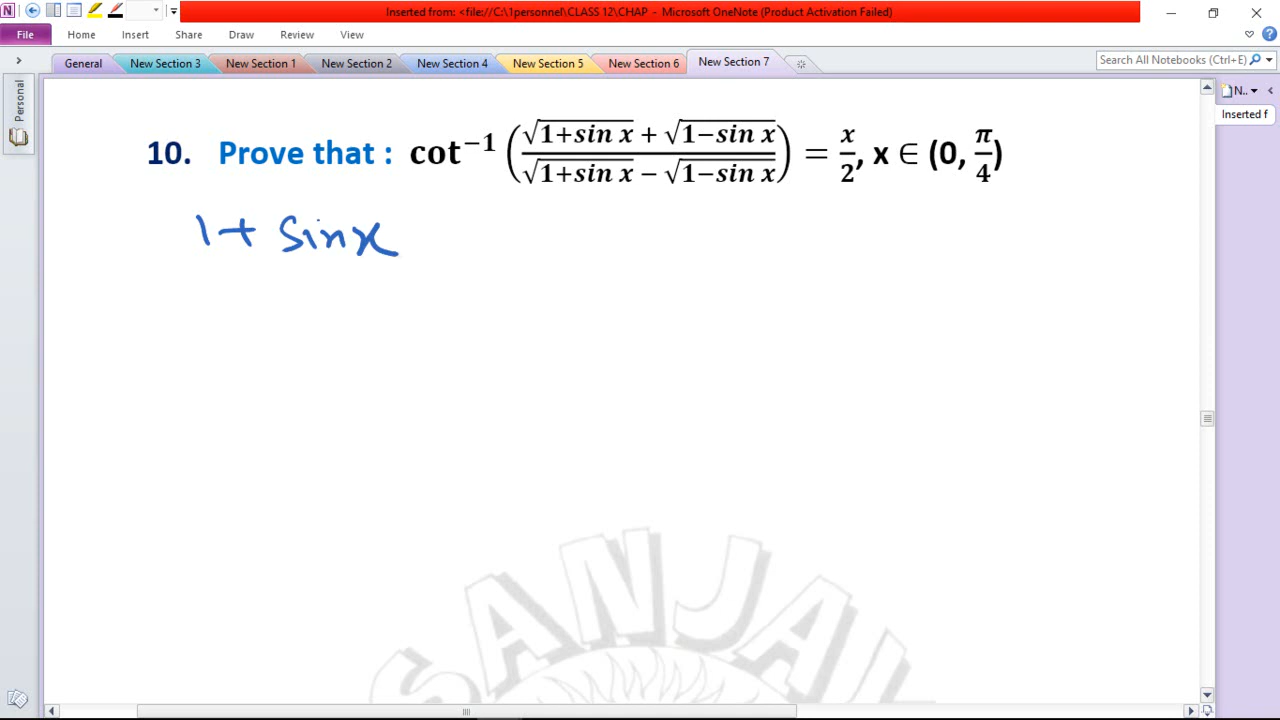 Inserted from: <file://C:\1personnel\CLASS 12\CHAP - Microsoft OneNote (Product Activation Failed)
File Home Insert Share Draw Review View
General New Section 3 New Section 1 New Section 2 New Section 4 New Section 5 New Section 6 New Section 7 Search All Notebooks (Ctrl+E)
Personal
N..
Inserted f
10. Prove that : cot⁻¹ ((√(1+sin x) + √(1−sin x))/(√(1+sin x) − √(1−sin x))) = x/2, x ∈ (0, π/4)
1 + sinx
SANJAY